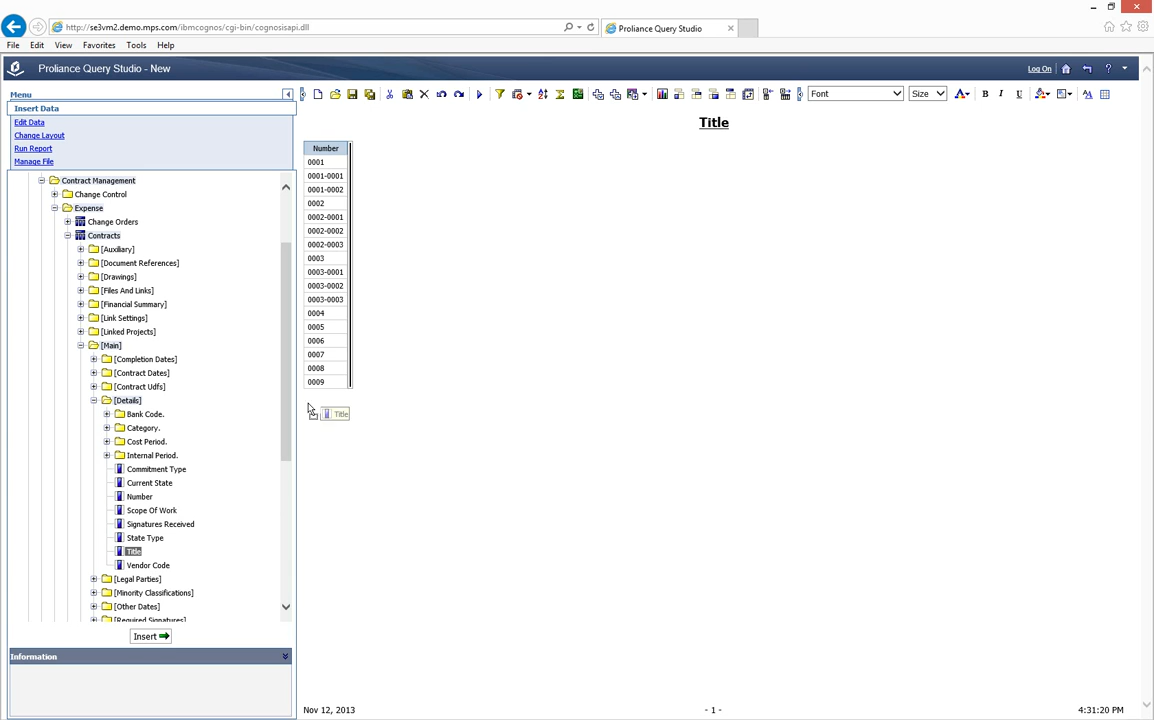 http://se3vm2.demo.mps.com/ibmcognos/cgi-bin/cognosisapi.dll
Proliance Query Studio
File Edit View Favorites Tools Help
Proliance Query Studio - New
Log On
Menu
Insert Data
Edit Data
Change Layout
Run Report
Manage File
Font Size B I U
Title
Contract Management
Change Control
Expense
Change Orders
Contracts
[Auxiliary]
[Document References]
[Drawings]
[Files And Links]
[Financial Summary]
[Link Settings]
[Linked Projects]
[Main]
[Completion Dates]
[Contract Dates]
[Contract Udfs]
[Details]
Bank Code.
Category.
Cost Period.
Internal Period.
Commitment Type
Current State
Number
Scope Of Work
Signatures Received
State Type
Title
Vendor Code
[Legal Parties]
[Minority Classifications]
[Other Dates]
[Required Signatures]
Insert
Information
Number
0001
0001-0001
0001-0002
0002
0002-0001
0002-0002
0002-0003
0003
0003-0001
0003-0002
0003-0003
0004
0005
0006
0007
0008
0009
Title
Nov 12, 2013
- 1 -
4:31:20 PM